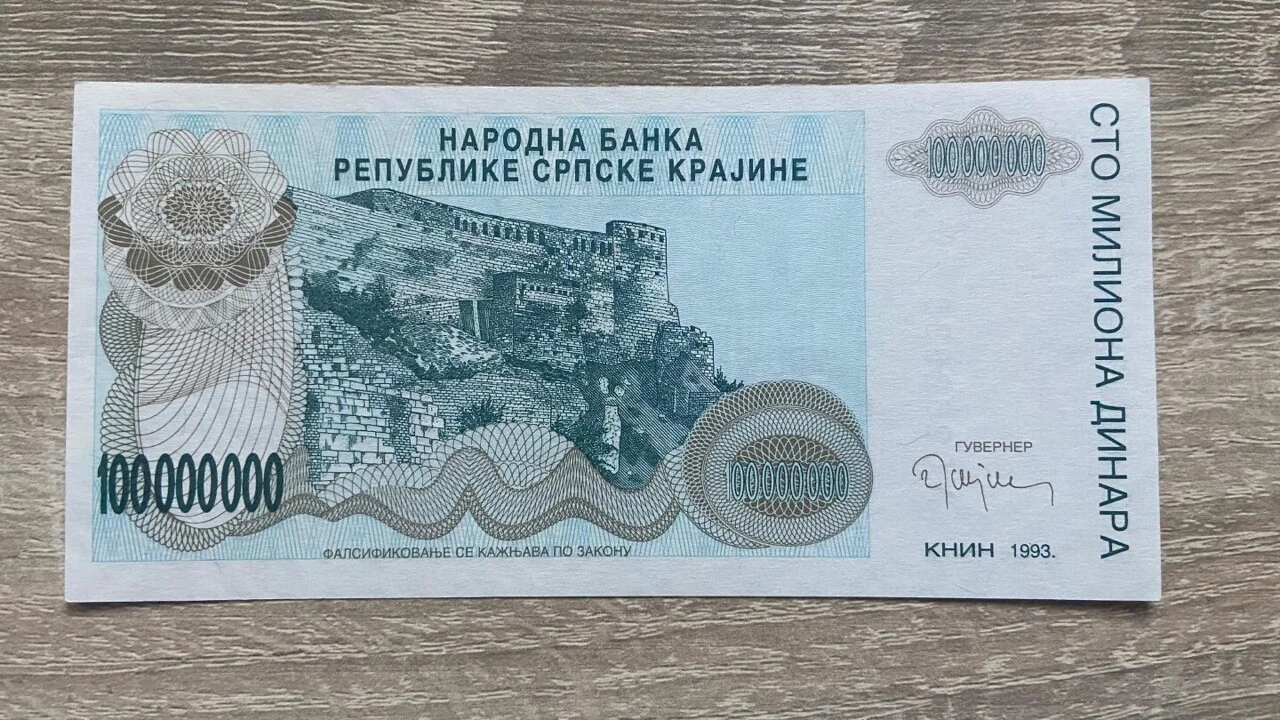 НАРОДНА БАНКА
РЕПУБЛИКЕ СРПСКЕ КРАЈИНЕ
100000000
СТО МИЛИОНА ДИНАРА
100000000
100000000
ГУВЕРНЕР
КНИН 1993.
ФАЛСИФИКОВАЊЕ СЕ КАЖЊАВА ПО ЗАКОНУ